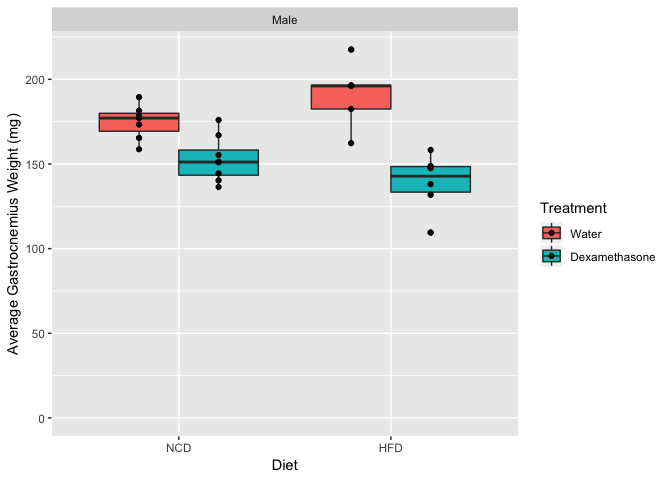 Male
Average Gastrocnemius Weight (mg)
200
150
100
50
0
NCD HFD
Diet
Treatment
Water
Dexamethasone